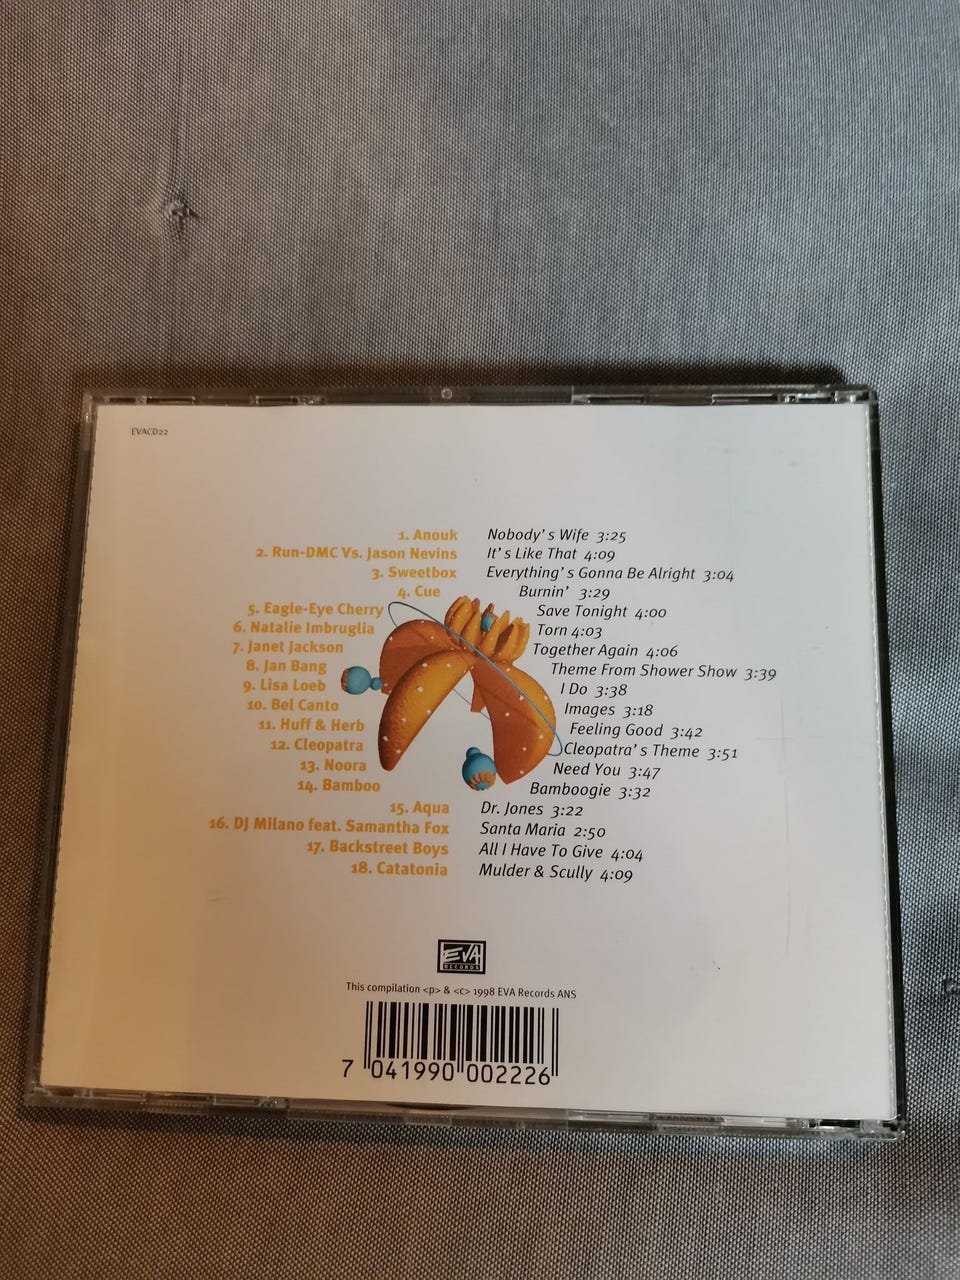 EVACD22
1. Anouk Nobody's Wife 3:25
2. Run-DMC Vs. Jason Nevins It's Like That 4:09
3. Sweetbox Everything's Gonna Be Alright 3:04
4. Cue Burnin' 3:29
5. Eagle-Eye Cherry Save Tonight 4:00
6. Natalie Imbruglia Torn 4:03
7. Janet Jackson Together Again 4:06
8. Jan Bang Theme From Shower Show 3:39
9. Lisa Loeb I Do 3:38
10. Bel Canto Images 3:18
11. Huff & Herb Feeling Good 3:42
12. Cleopatra Cleopatra's Theme 3:51
13. Noora Need You 3:47
14. Bamboo Bamboogie 3:32
15. Aqua Dr. Jones 3:22
16. DJ Milano feat. Samantha Fox Santa Maria 2:50
17. Backstreet Boys All I Have To Give 4:04
18. Catatonia Mulder & Scully 4:09
EVA
RECORDS
This compilation <p> & <c> 1998 EVA Records ANS
7 041990 002226